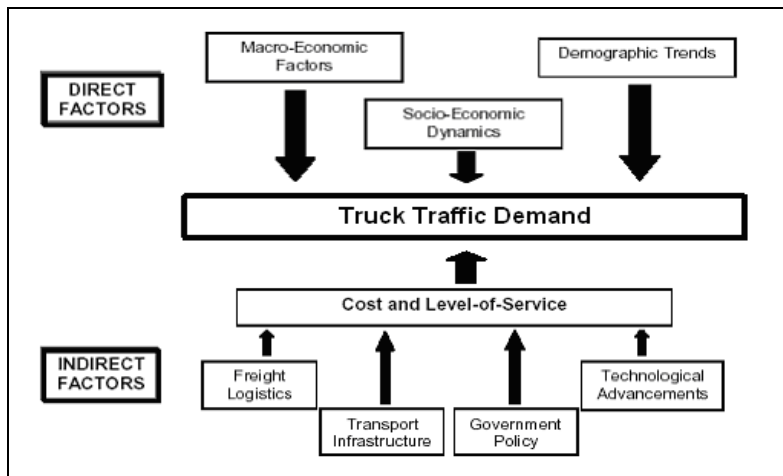 Macro-Economic
Factors
Demographic Trends
DIRECT
FACTORS
Socio-Economic
Dynamics
Truck Traffic Demand
Cost and Level-of-Service
INDIRECT
FACTORS
Freight
Logistics
Technological
Advancements
Transport
Infrastructure
Government
Policy